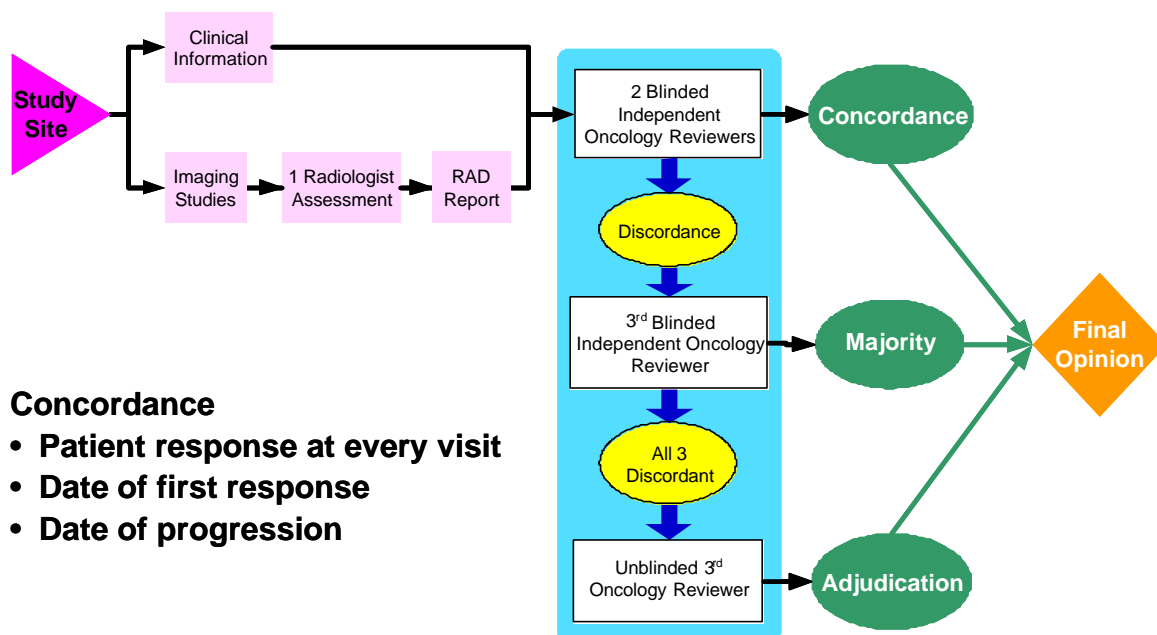 Clinical
Information
Study
Site
Imaging
Studies
1 Radiologist
Assessment
RAD
Report
2 Blinded
Independent
Oncology Reviewers
Concordance
Discordance
3rd Blinded
Independent Oncology
Reviewer
Majority
Final
Opinion
All 3
Discordant
Unblinded 3rd
Oncology Reviewer
Adjudication
Concordance
• Patient response at every visit
• Date of first response
• Date of progression